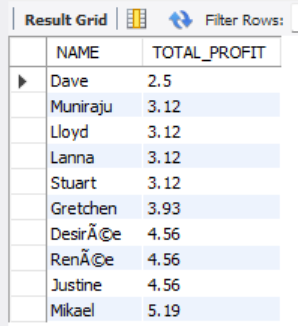 Result Grid Filter Rows:
NAME TOTAL_PROFIT
Dave 2.5
Muniraju 3.12
Lloyd 3.12
Lanna 3.12
Stuart 3.12
Gretchen 3.93
DesirÃ©e 4.56
RenÃ©e 4.56
Justine 4.56
Mikael 5.19